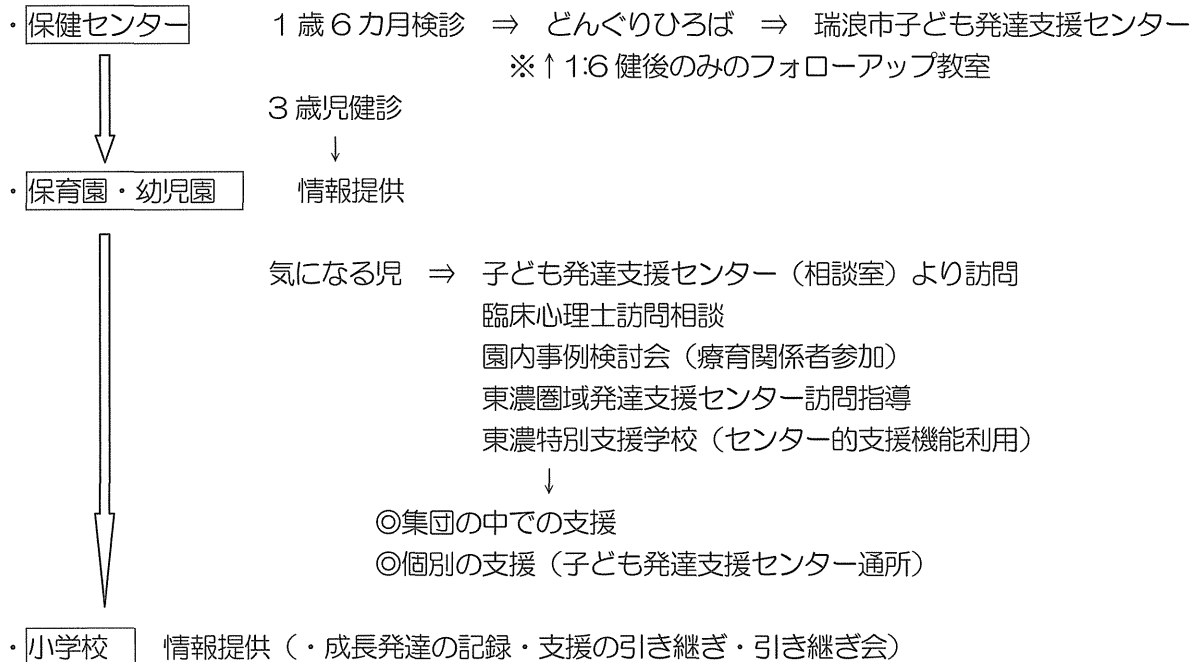 ・保健センター　１歳６カ月検診　⇒　どんぐりひろば　⇒　瑞浪市子ども発達支援センター
※↑1:6健後のみのフォローアップ教室
３歳児健診
↓
・保育園・幼児園　情報提供
気になる児　⇒　子ども発達支援センター（相談室）より訪問
臨床心理士訪問相談
園内事例検討会（療育関係者参加）
東濃圏域発達支援センター訪問指導
東濃特別支援学校（センター的支援機能利用）
↓
◎集団の中での支援
◎個別の支援（子ども発達支援センター通所）
・小学校　情報提供（・成長発達の記録・支援の引き継ぎ・引き継ぎ会）